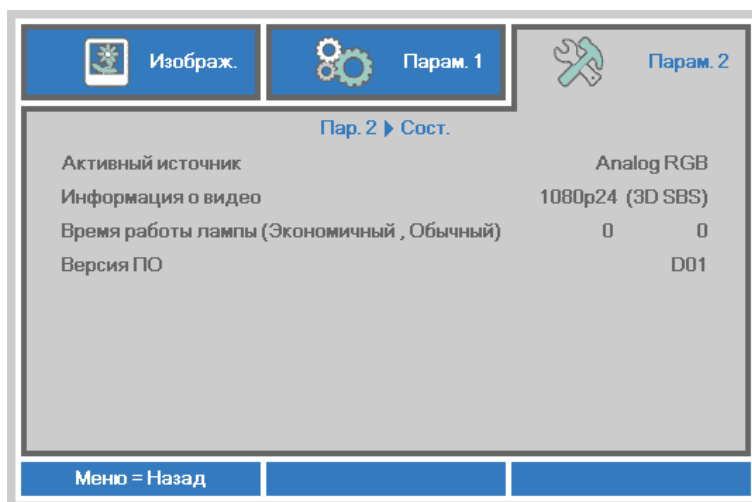 Изображ. Парам. 1 Парам. 2
Пар. 2 ▶ Сост.
Активный источник Analog RGB
Информация о видео 1080p24 (3D SBS)
Время работы лампы (Экономичный , Обычный) 0 0
Версия ПО D01
Меню = Назад